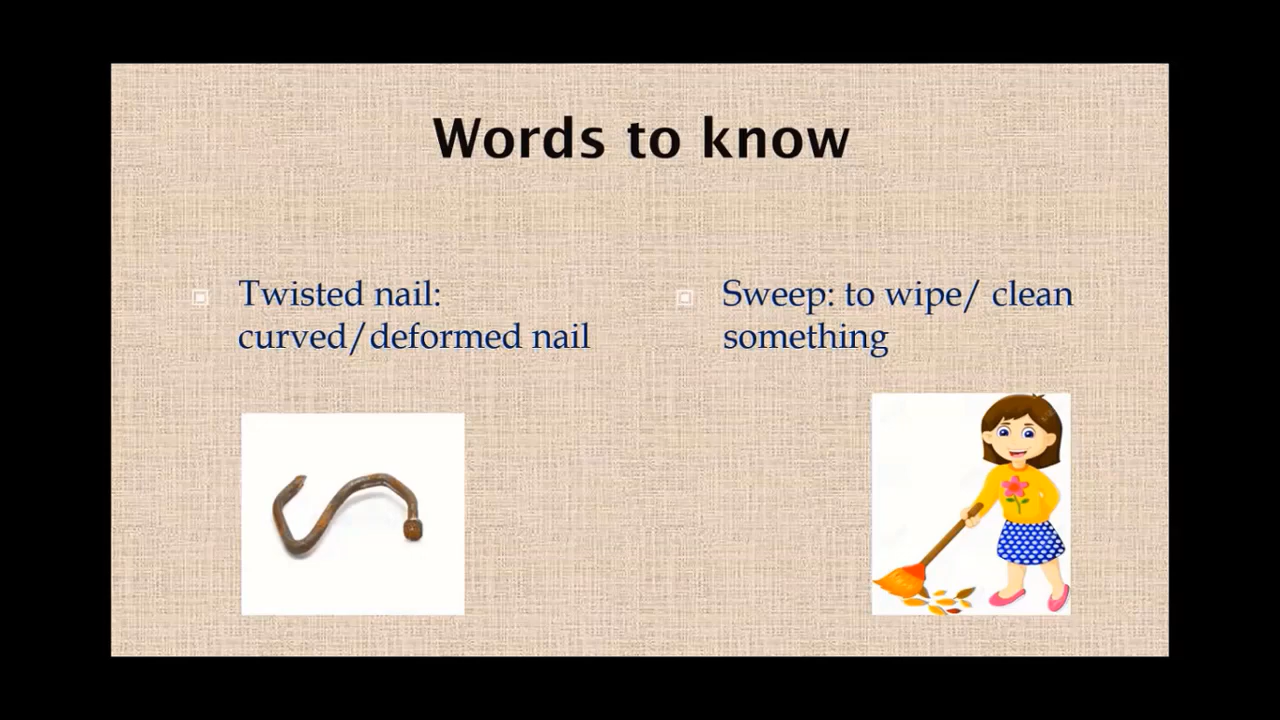 Words to know
Twisted nail:
curved/deformed nail
Sweep: to wipe/ clean
something